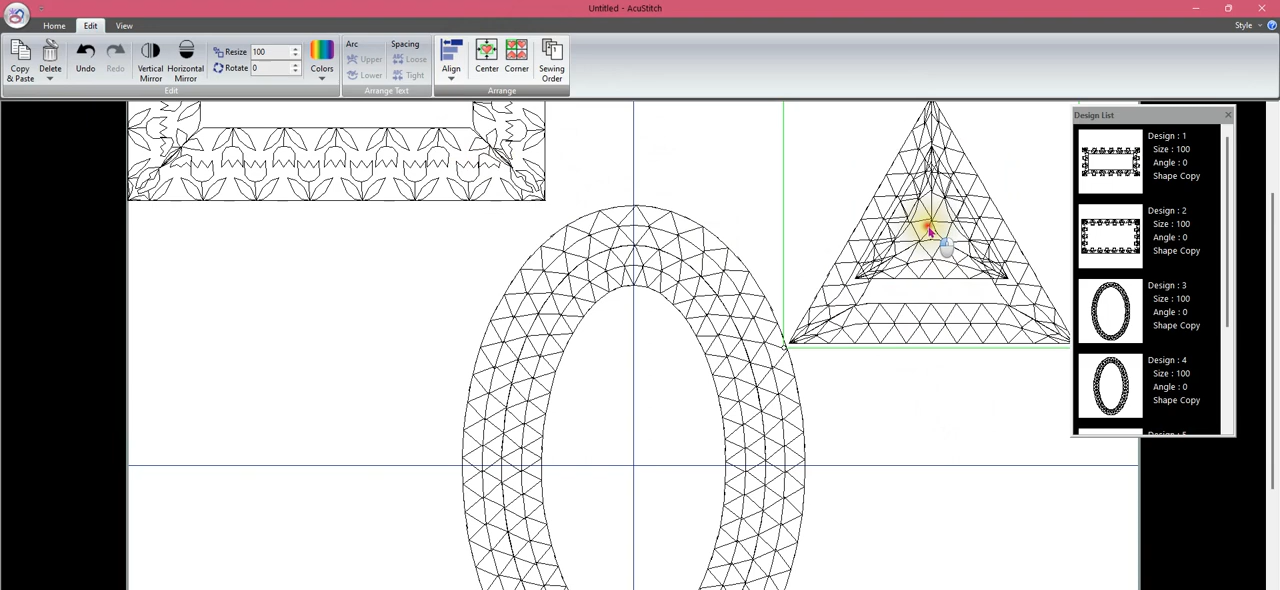 Untitled - AcuStitch
Home Edit View
Style
Copy & Paste
Delete
Undo
Redo
Vertical Mirror
Horizontal Mirror
Resize 100
Rotate 0
Colors
Edit
Arc
Upper
Lower
Spacing
Loose
Tight
Arrange Text
Align
Center
Corner
Sewing Order
Arrange
Design List
Design : 1
Size : 100
Angle : 0
Shape Copy
Design : 2
Size : 100
Angle : 0
Shape Copy
Design : 3
Size : 100
Angle : 0
Shape Copy
Design : 4
Size : 100
Angle : 0
Shape Copy